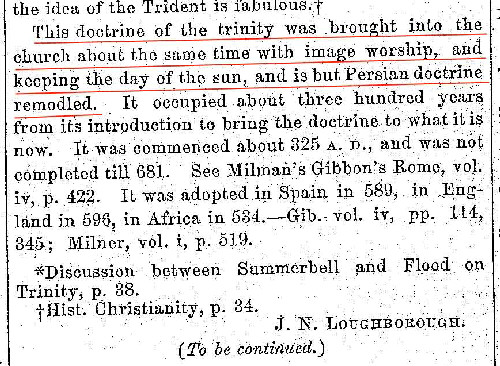 the idea of the Trident is fabulous.†
This doctrine of the trinity was brought into the
church about the same time with image worship, and
keeping the day of the sun, and is but Persian doctrine
remodled. It occupied about three hundred years
from its introduction to bring the doctrine to what it is
now. It was commenced about 325 A. D., and was not
completed till 681. See Milman's Gibbon's Rome, vol.
iv, p. 422. It was adopted in Spain in 589, in Eng-
land in 596, in Africa in 534.—Gib. vol. iv, pp. 114,
345; Milner, vol. i, p. 519.
*Discussion between Summerbell and Flood on
Trinity, p. 38.
†Hist. Christianity, p. 34.
J. N. LOUGHBOROUGH.
(To be continued.)